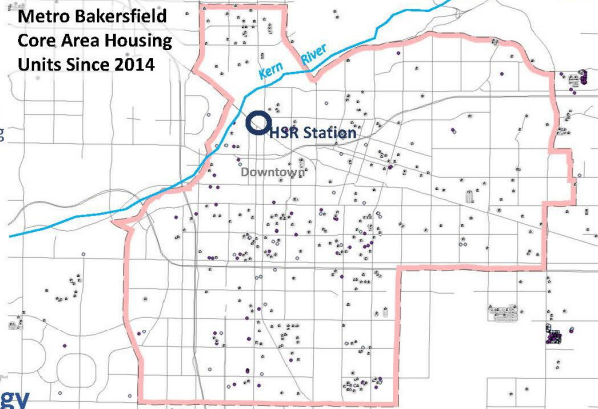 Metro Bakersfield
Core Area Housing
Units Since 2014
Kern River
HSR Station
Downtown
g
gy